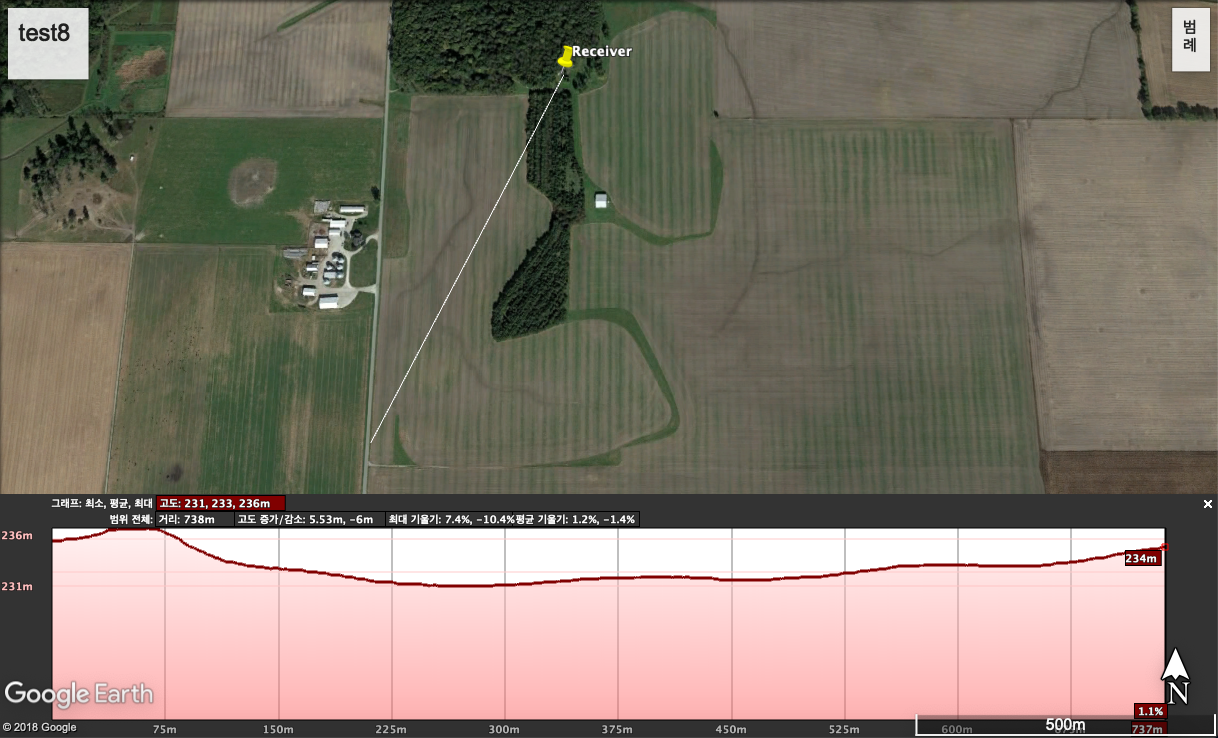 test8
범
례
Receiver
그래프: 최소, 평균, 최대 고도: 231, 233, 236m
범위 전체: 거리: 738m 고도 증가/감소: 5.53m, -6m 최대 기울기: 7.4%, -10.4% 평균 기울기: 1.2%, -1.4%
236m
234m
231m
Google Earth
N
1.1%
© 2018 Google
75m 150m 225m 300m 375m 450m 525m 600m 737m
500m